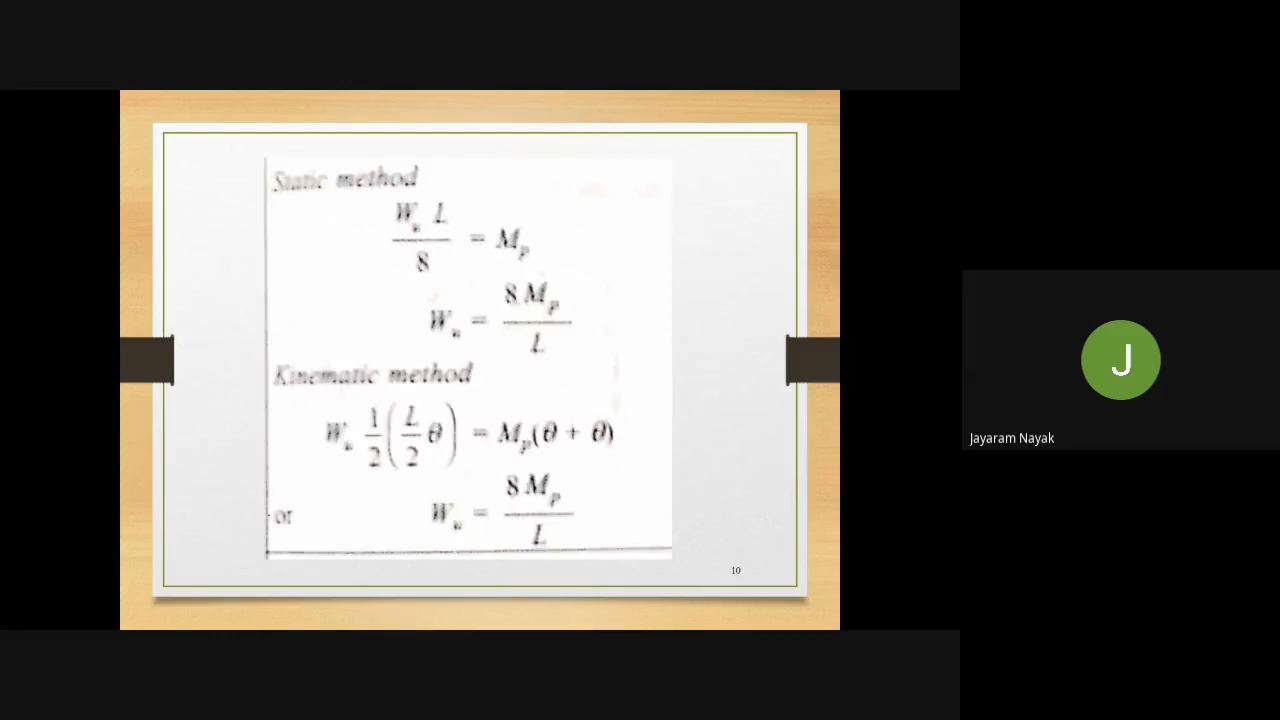 Static method
W_u L / 8 = M_p
W_u = 8 M_p / L
Kinematic method
W_u 1/2 (L/2 θ) = M_p(θ + θ)
or W_u = 8 M_p / L
10
J
Jayaram Nayak